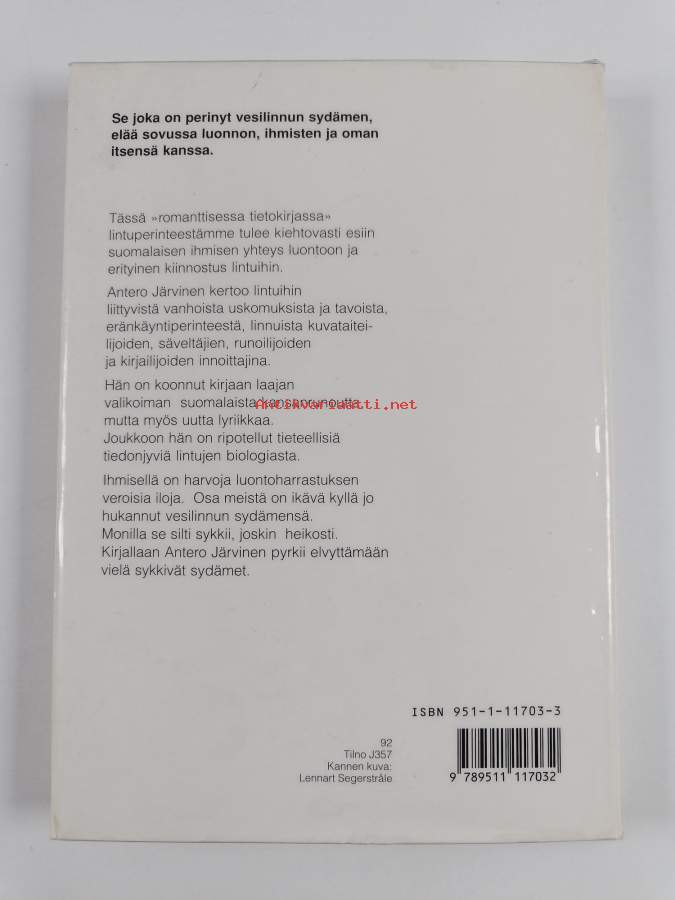 Se joka on perinyt vesilinnun sydämen,
elää sovussa luonnon, ihmisten ja oman
itsensä kanssa.
Tässä »romanttisessa tietokirjassa»
lintuperinteestämme tulee kiehtovasti esiin
suomalaisen ihmisen yhteys luontoon ja
erityinen kiinnostus lintuihin.
Antero Järvinen kertoo lintuihin
liittyvistä vanhoista uskomuksista ja tavoista,
eränkäyntiperinteestä, linnuista kuvataitei-
lijoiden, säveltäjien, runoilijoiden
ja kirjailijoiden innoittajina.
Hän on koonnut kirjaan laajan
valikoiman suomalaista kansanrunoutta
Antikvariaatti.net
mutta myös uutta lyriikkaa.
Joukkoon hän on ripotellut tieteellisiä
tiedonjyviä lintujen biologiasta.
Ihmisellä on harvoja luontoharrastuksen
veroisia iloja. Osa meistä on ikävä kyllä jo
hukannut vesilinnun sydämensä.
Monilla se silti sykkii, joskin heikosti.
Kirjallaan Antero Järvinen pyrkii elvyttämään
vielä sykkivät sydämet.
ISBN 951-1-11703-3
92
Tilno J357
Kannen kuva:
Lennart Segerstråle
9 789511 117032